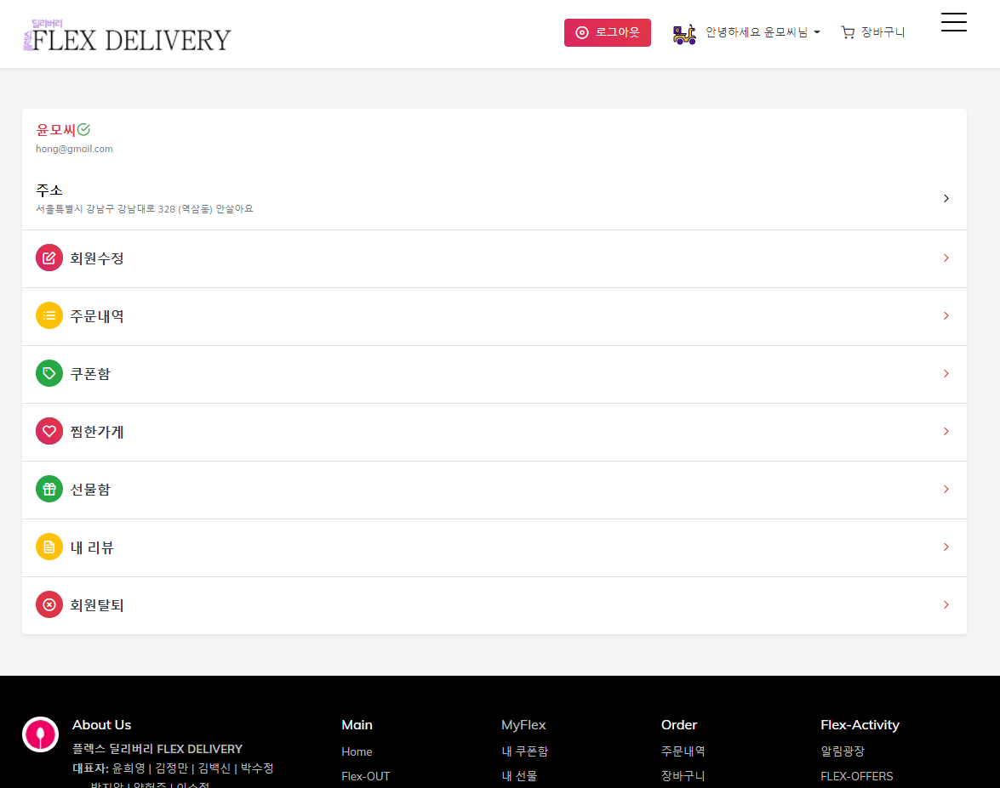 딜리버리
플렉스
FLEX DELIVERY
로그아웃
안녕하세요 윤모씨님
장바구니
윤모씨
hong@gmail.com
주소
서울특별시 강남구 강남대로 328 (역삼동) 안살아요
회원수정
주문내역
쿠폰함
찜한가게
선물함
내 리뷰
회원탈퇴
About Us
플렉스 딜리버리 FLEX DELIVERY
대표자: 윤희영 | 김정만 | 김백신 | 박수정
Main
Home
Flex-OUT
MyFlex
내 쿠폰함
내 선물
Order
주문내역
장바구니
Flex-Activity
알림광장
FLEX-OFFERS